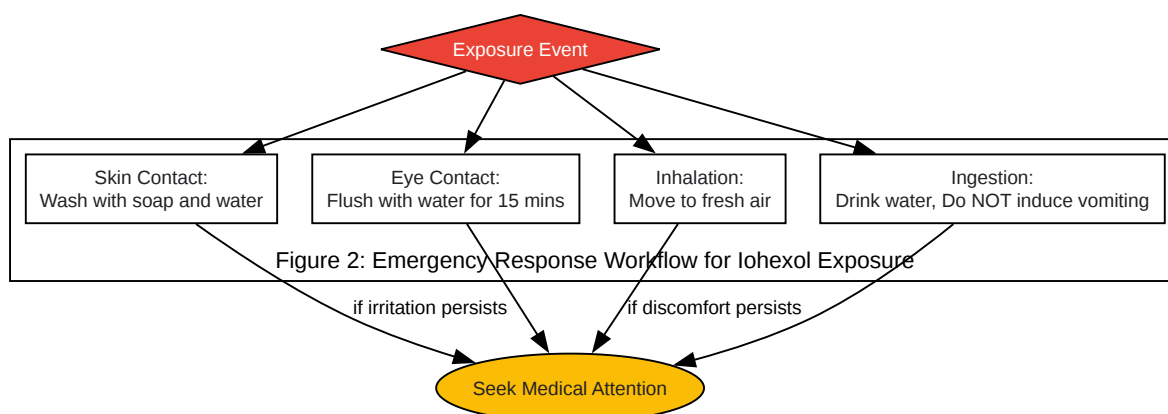 Exposure Event
Skin Contact:
Wash with soap and water
Eye Contact:
Flush with water for 15 mins
Inhalation:
Move to fresh air
Ingestion:
Drink water, Do NOT induce vomiting
Figure 2: Emergency Response Workflow for Iohexol Exposure
if irritation persists
if discomfort persists
Seek Medical Attention